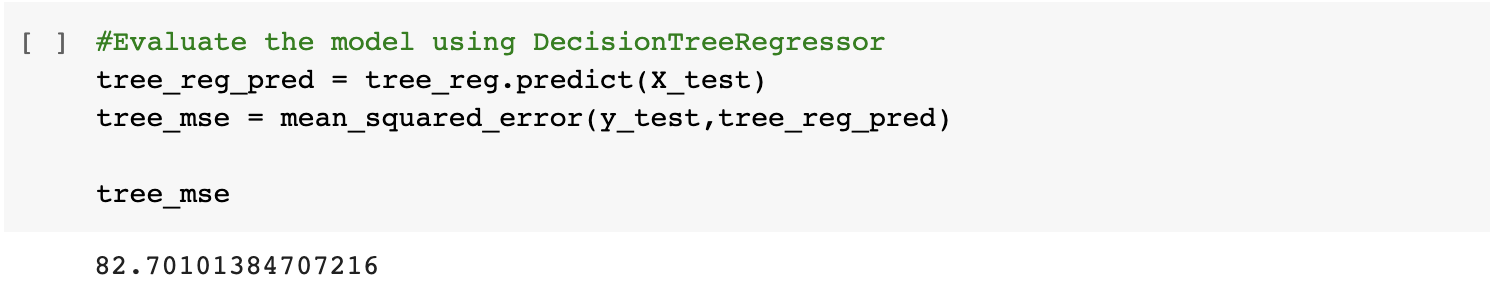 [ ] #Evaluate the model using DecisionTreeRegressor
tree_reg_pred = tree_reg.predict(X_test)
tree_mse = mean_squared_error(y_test,tree_reg_pred)
tree_mse
82.70101384707216